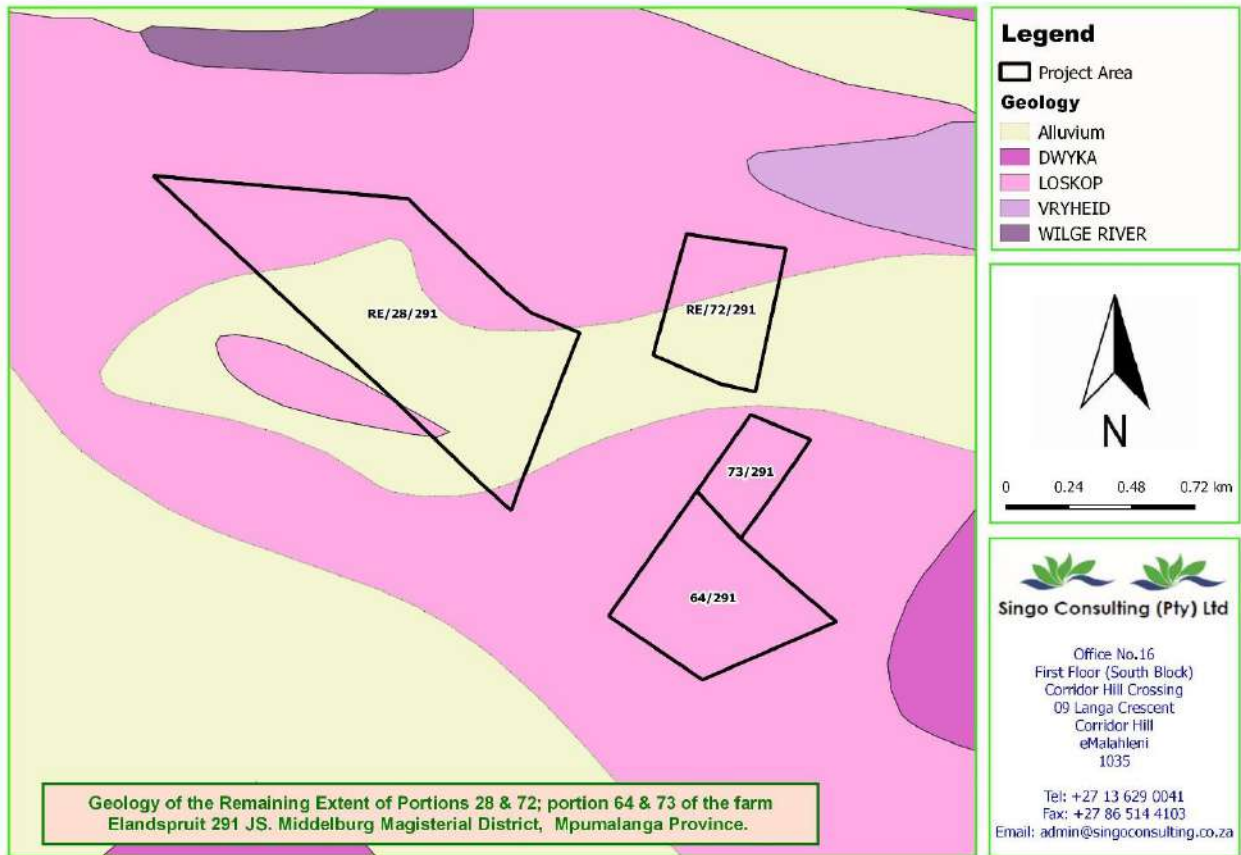 Legend
Project Area
Geology
Alluvium
DWYKA
LOSKOP
VRYHEID
WILGE RIVER
RE/28/291
RE/72/291
73/291
64/291
N
0 0.24 0.48 0.72 km
Singo Consulting (Pty) Ltd
Office No.16
First Floor (South Block)
Corridor Hill Crossing
09 Langa Crescent
Corridor Hill
eMalahleni
1035
Tel: +27 13 629 0041
Fax: +27 86 514 4103
Email: admin@singoconsulting.co.za
Geology of the Remaining Extent of Portions 28 & 72; portion 64 & 73 of the farm
Elandspruit 291 JS. Middelburg Magisterial District, Mpumalanga Province.